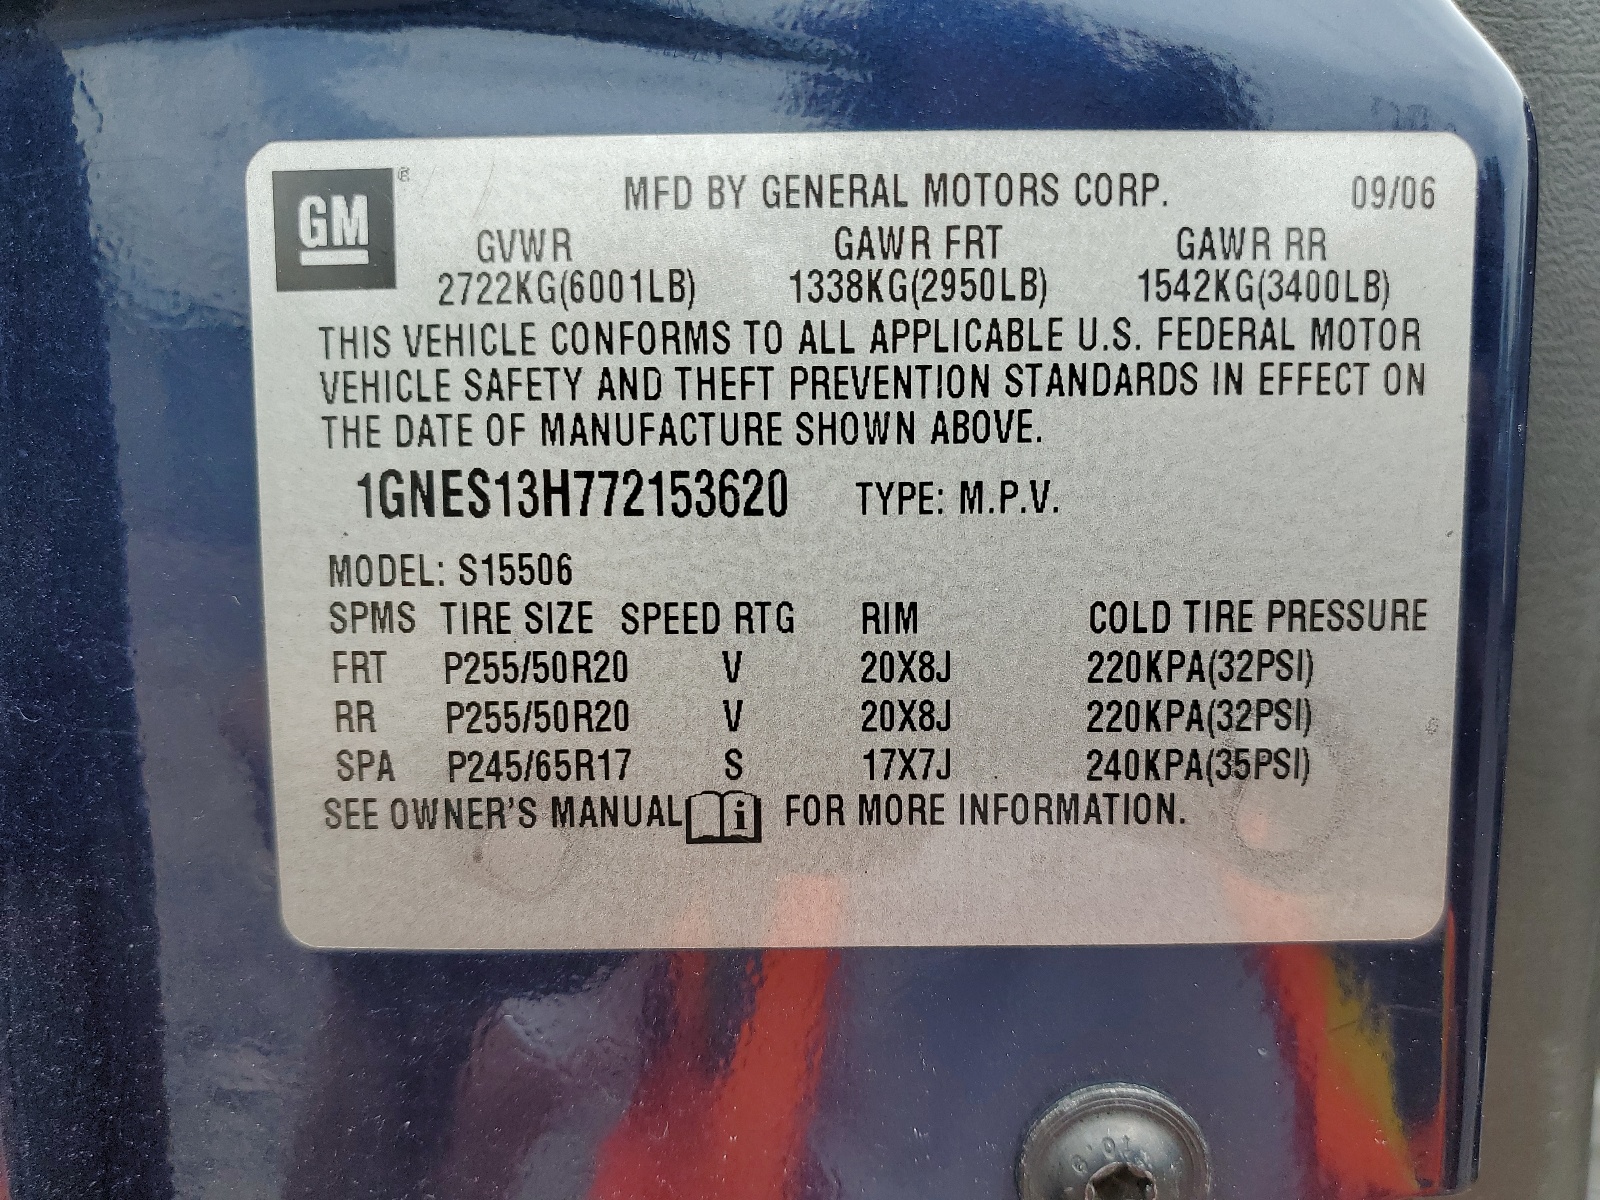 GM ® MFD BY GENERAL MOTORS CORP. 09/06
GVWR GAWR FRT GAWR RR
2722KG(6001LB) 1338KG(2950LB) 1542KG(3400LB)
THIS VEHICLE CONFORMS TO ALL APPLICABLE U.S. FEDERAL MOTOR
VEHICLE SAFETY AND THEFT PREVENTION STANDARDS IN EFFECT ON
THE DATE OF MANUFACTURE SHOWN ABOVE.
1GNES13H772153620 TYPE: M.P.V.
MODEL: S15506
SPMS TIRE SIZE SPEED RTG RIM COLD TIRE PRESSURE
FRT P255/50R20 V 20X8J 220KPA(32PSI)
RR P255/50R20 V 20X8J 220KPA(32PSI)
SPA P245/65R17 S 17X7J 240KPA(35PSI)
SEE OWNER'S MANUAL i FOR MORE INFORMATION.